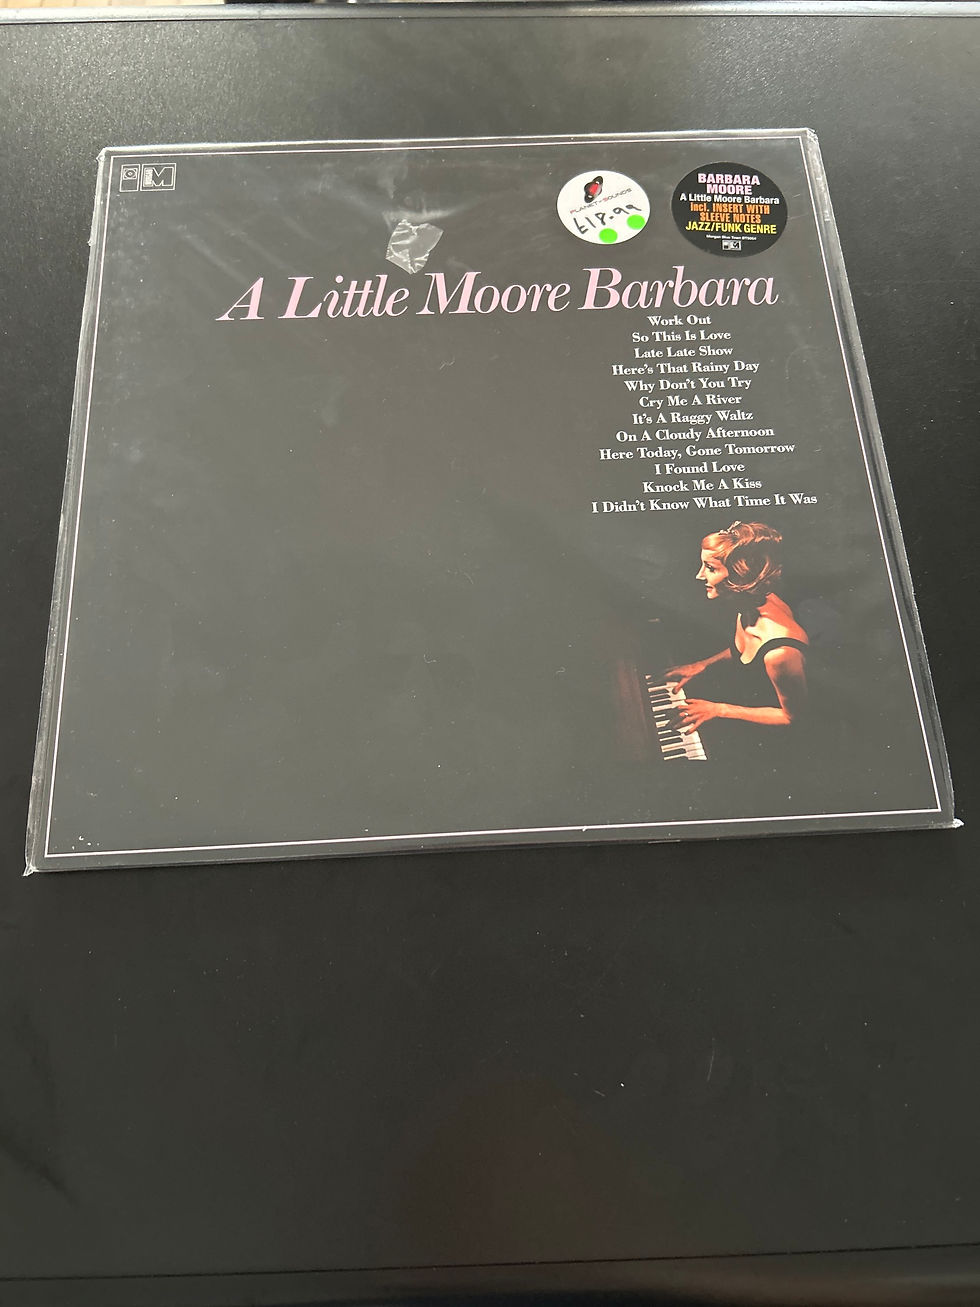 PLANET SOUNDS
£18.99
BARBARA
MOORE
A Little Moore Barbara
incl. INSERT WITH
SLEEVE NOTES
JAZZ/FUNK GENRE
A Little Moore Barbara
Work Out
So This Is Love
Late Late Show
Here's That Rainy Day
Why Don't You Try
Cry Me A River
It's A Raggy Waltz
On A Cloudy Afternoon
Here Today, Gone Tomorrow
I Found Love
Knock Me A Kiss
I Didn't Know What Time It Was